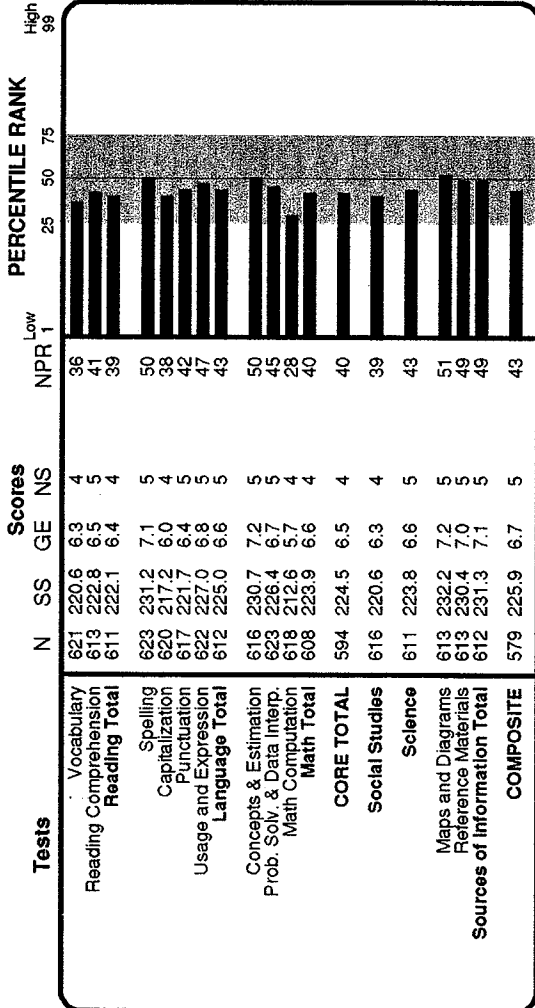 Tests
Scores
PERCENTILE RANK
N SS GE NS NPR Low 1 25 50 75 High 99
Vocabulary 621 220.6 6.3 4 36
Reading Comprehension 613 222.8 6.5 5 41
Reading Total 611 222.1 6.4 4 39
Spelling 623 231.2 7.1 5 50
Capitalization 620 217.2 6.0 4 38
Punctuation 617 221.7 6.4 5 42
Usage and Expression 622 227.0 6.8 5 47
Language Total 612 225.0 6.6 5 43
Concepts & Estimation 616 230.7 7.2 5 50
Prob. Solv. & Data Interp. 623 226.4 6.7 5 45
Math Computation 618 212.6 5.7 4 28
Math Total 608 223.9 6.6 4 40
CORE TOTAL 594 224.5 6.5 4 40
Social Studies 616 220.6 6.3 4 39
Science 611 223.8 6.6 5 43
Maps and Diagrams 613 232.2 7.2 5 51
Reference Materials 613 230.4 7.0 5 49
Sources of Information Total 612 231.3 7.1 5 49
COMPOSITE 579 225.9 6.7 5 43